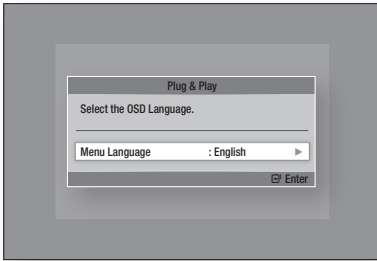 Plug & Play
Select the OSD Language.
Menu Language : English ►
Enter